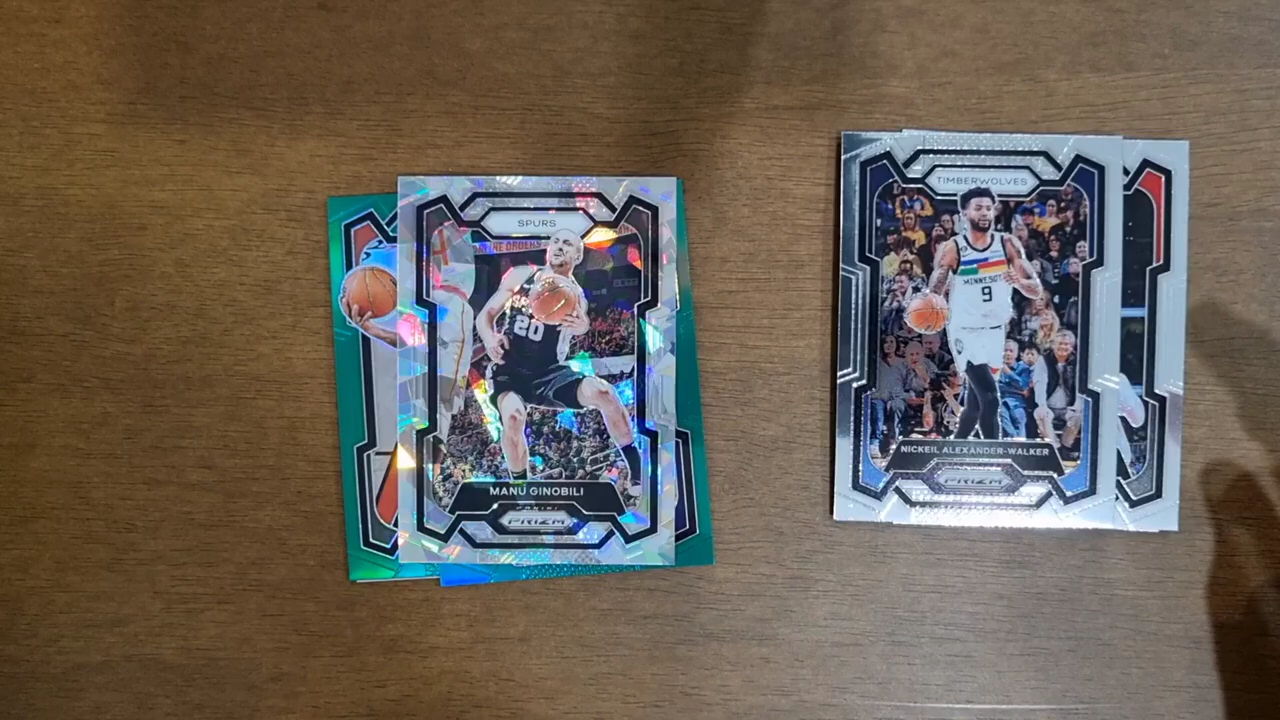 SPURS
20
MANU GINOBILI
PANINI
PRIZM
TIMBERWOLVES
MINNESOTA
9
NICKEIL ALEXANDER-WALKER
PRIZM